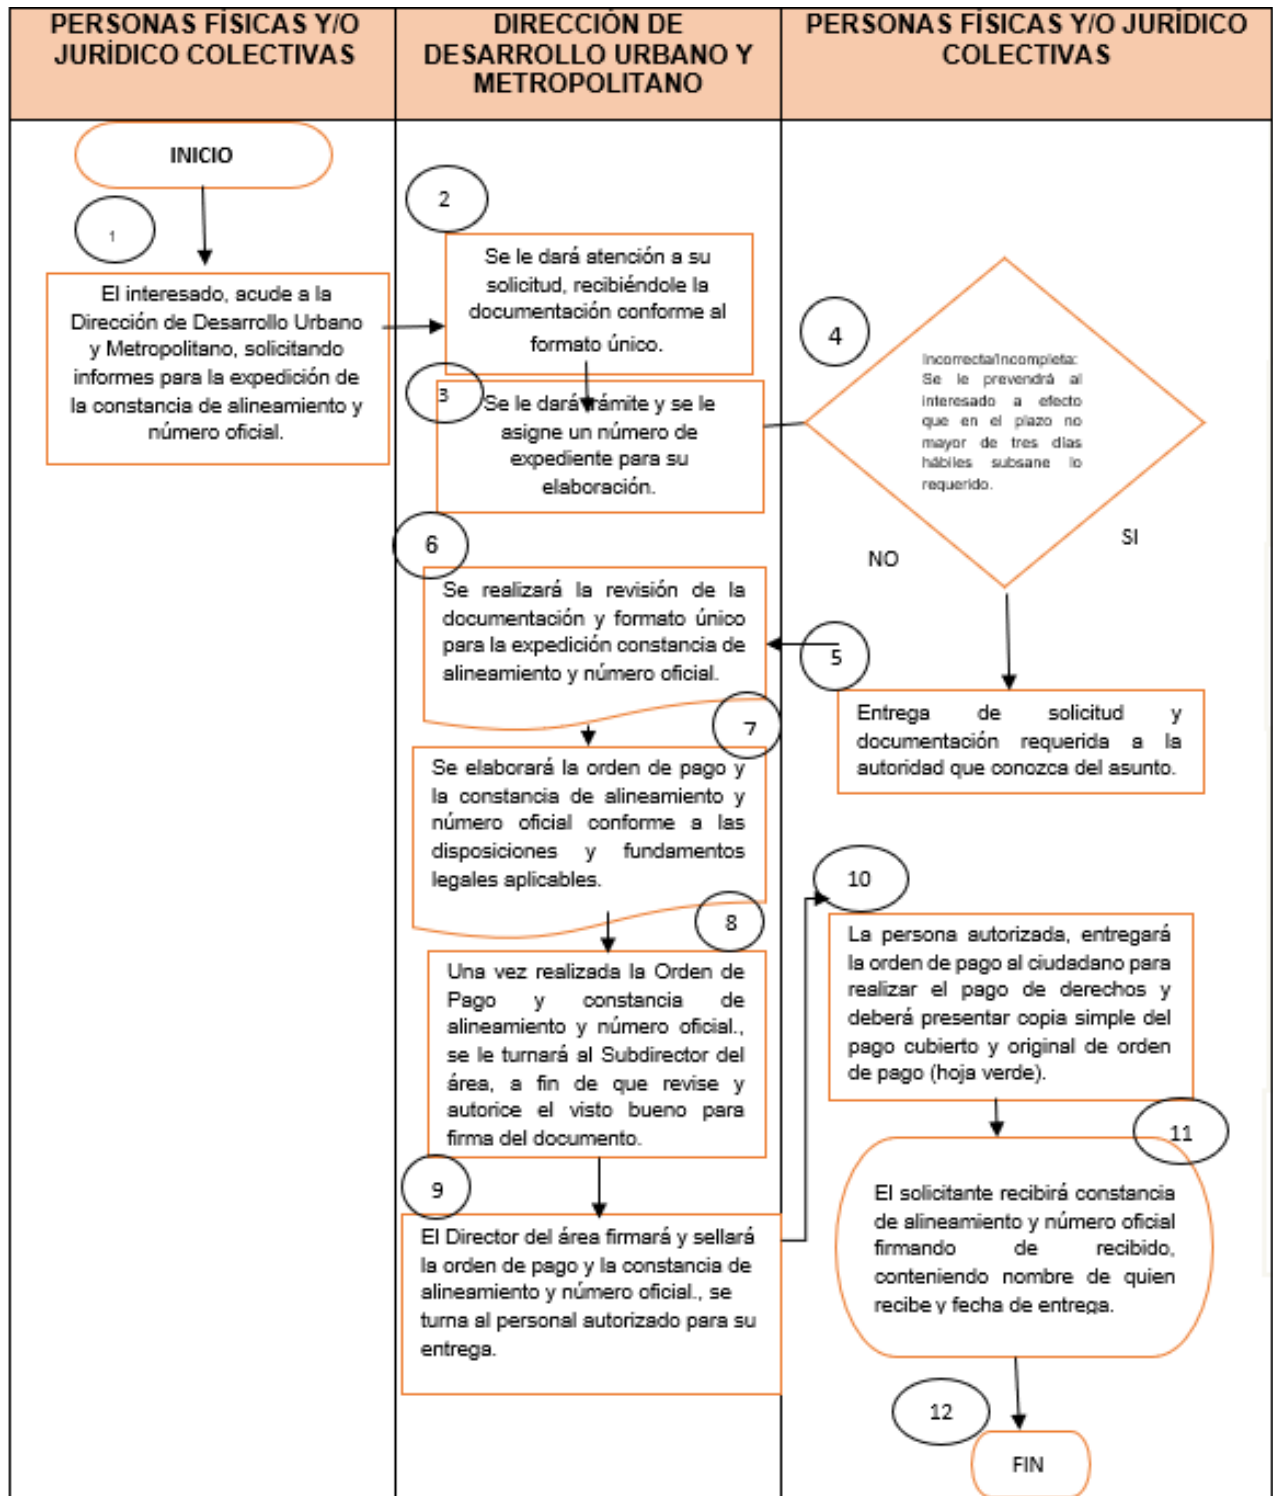 PERSONAS FÍSICAS Y/O
JURÍDICO COLECTIVAS
DIRECCIÓN DE
DESARROLLO URBANO Y
METROPOLITANO
PERSONAS FÍSICAS Y/O JURÍDICO
COLECTIVAS
INICIO
1
El interesado, acude a la
Dirección de Desarrollo Urbano
y Metropolitano, solicitando
informes para la expedición de
la constancia de alineamiento y
número oficial.
2
Se le dará atención a su
solicitud, recibiéndole la
documentación conforme al
formato único.
3
Se le dará trámite y se le
asigne un número de
expediente para su
elaboración.
4
Incorrecta/Incompleta:
Se le prevendrá al
interesado a efecto
que en el plazo no
mayor de tres días
hábiles subsane lo
requerido.
NO
SI
5
Entrega de solicitud y
documentación requerida a la
autoridad que conozca del asunto.
6
Se realizará la revisión de la
documentación y formato único
para la expedición constancia de
alineamiento y número oficial.
7
Se elaborará la orden de pago y
la constancia de alineamiento y
número oficial conforme a las
disposiciones y fundamentos
legales aplicables.
8
Una vez realizada la Orden de
Pago y constancia de
alineamiento y número oficial.,
se le turnará al Subdirector del
área, a fin de que revise y
autorice el visto bueno para
firma del documento.
9
El Director del área firmará y sellará
la orden de pago y la constancia de
alineamiento y número oficial., se
turna al personal autorizado para su
entrega.
10
La persona autorizada, entregará
la orden de pago al ciudadano para
realizar el pago de derechos y
deberá presentar copia simple del
pago cubierto y original de orden
de pago (hoja verde).
11
El solicitante recibirá constancia
de alineamiento y número oficial
firmando de recibido,
conteniendo nombre de quien
recibe y fecha de entrega.
12
FIN